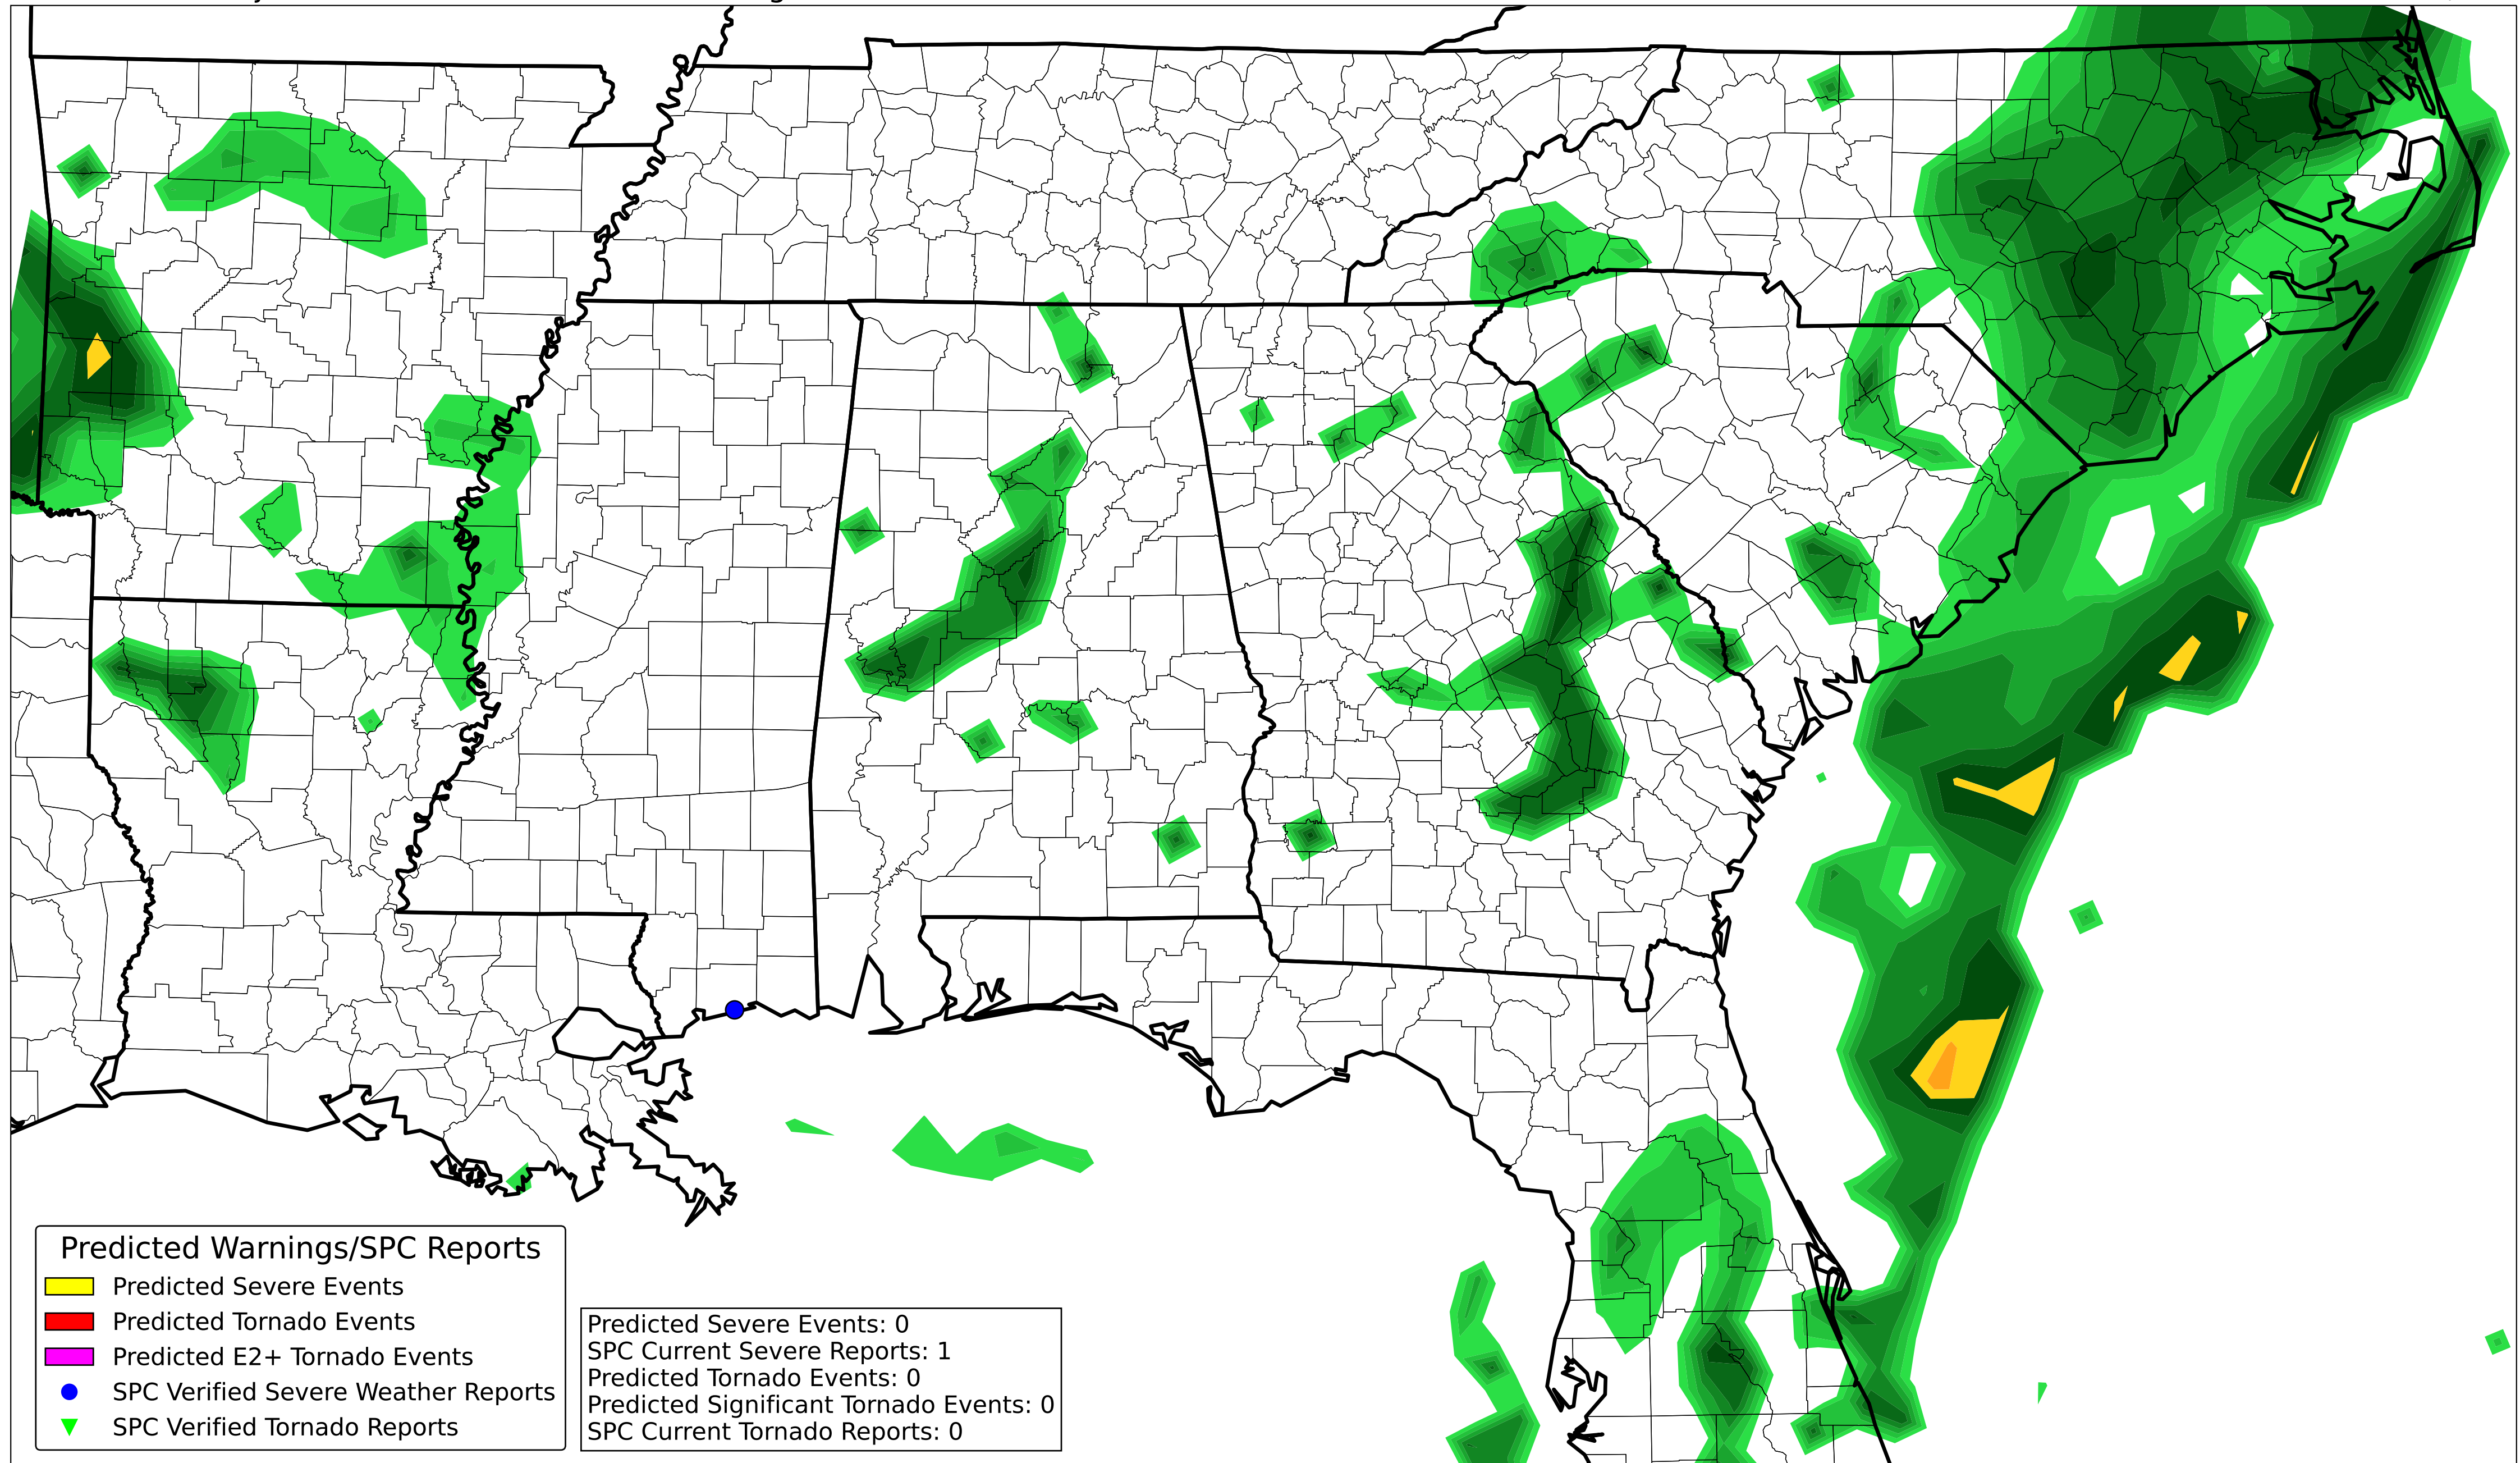 Predicted Warnings/SPC Reports
Predicted Severe Events
Predicted Tornado Events
Predicted E2+ Tornado Events
SPC Verified Severe Weather Reports
SPC Verified Tornado Reports
Predicted Severe Events: 0
SPC Current Severe Reports: 1
Predicted Tornado Events: 0
Predicted Significant Tornado Events: 0
SPC Current Tornado Reports: 0